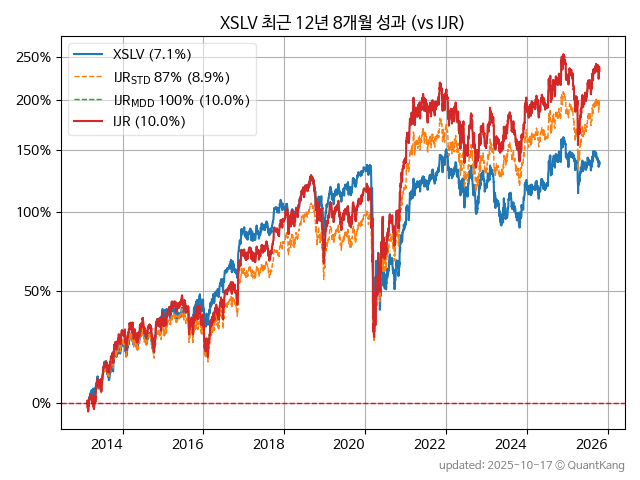 XSLV 최근 12년 8개월 성과 (vs IJR)
XSLV (7.1%)
IJR_STD 87% (8.9%)
IJR_MDD 100% (10.0%)
IJR (10.0%)
250%
200%
150%
100%
50%
0%
2014 2016 2018 2020 2022 2024 2026
updated: 2025-10-17 © QuantKang